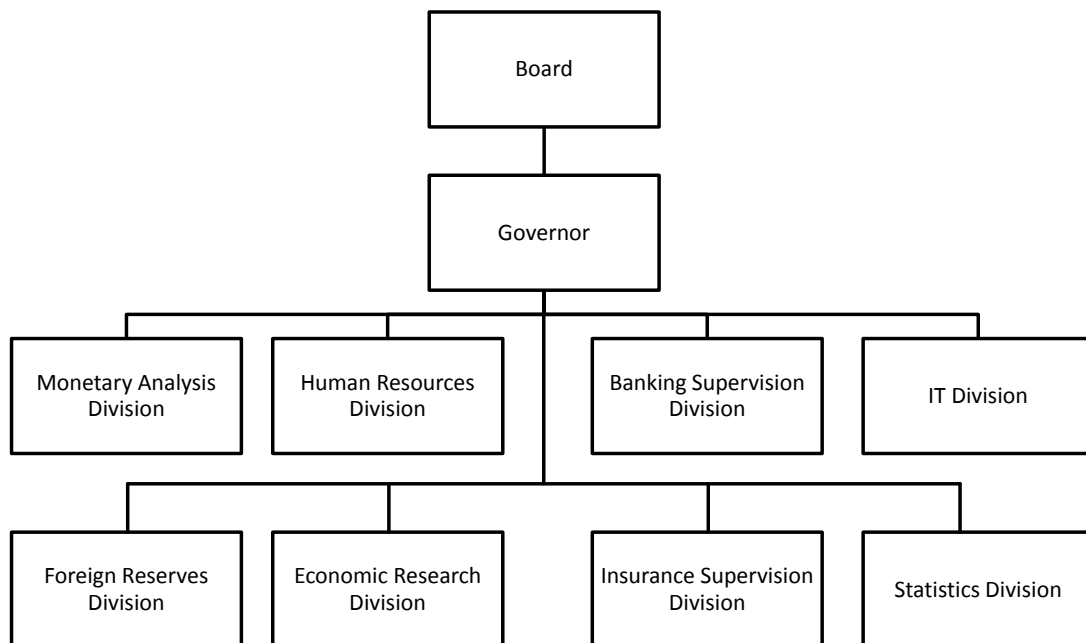 Board
Governor
Monetary Analysis
Division
Human Resources
Division
Banking Supervision
Division
IT Division
Foreign Reserves
Division
Economic Research
Division
Insurance Supervision
Division
Statistics Division